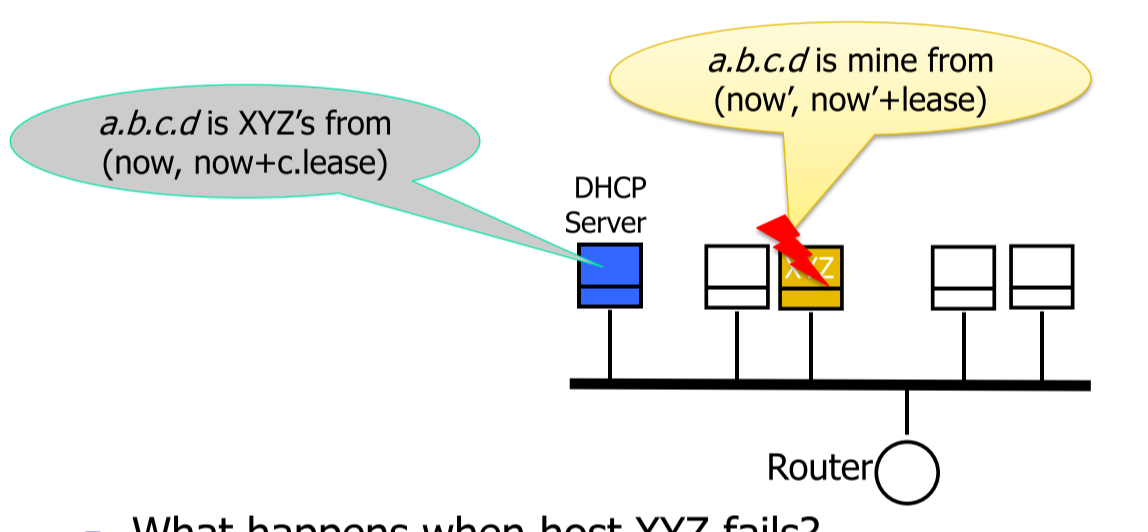 a.b.c.d is mine from
(now’, now’+lease)
a.b.c.d is XYZ’s from
(now, now+c.lease)
DHCP
Server
XYZ
Router
What happens when host XYZ fails?